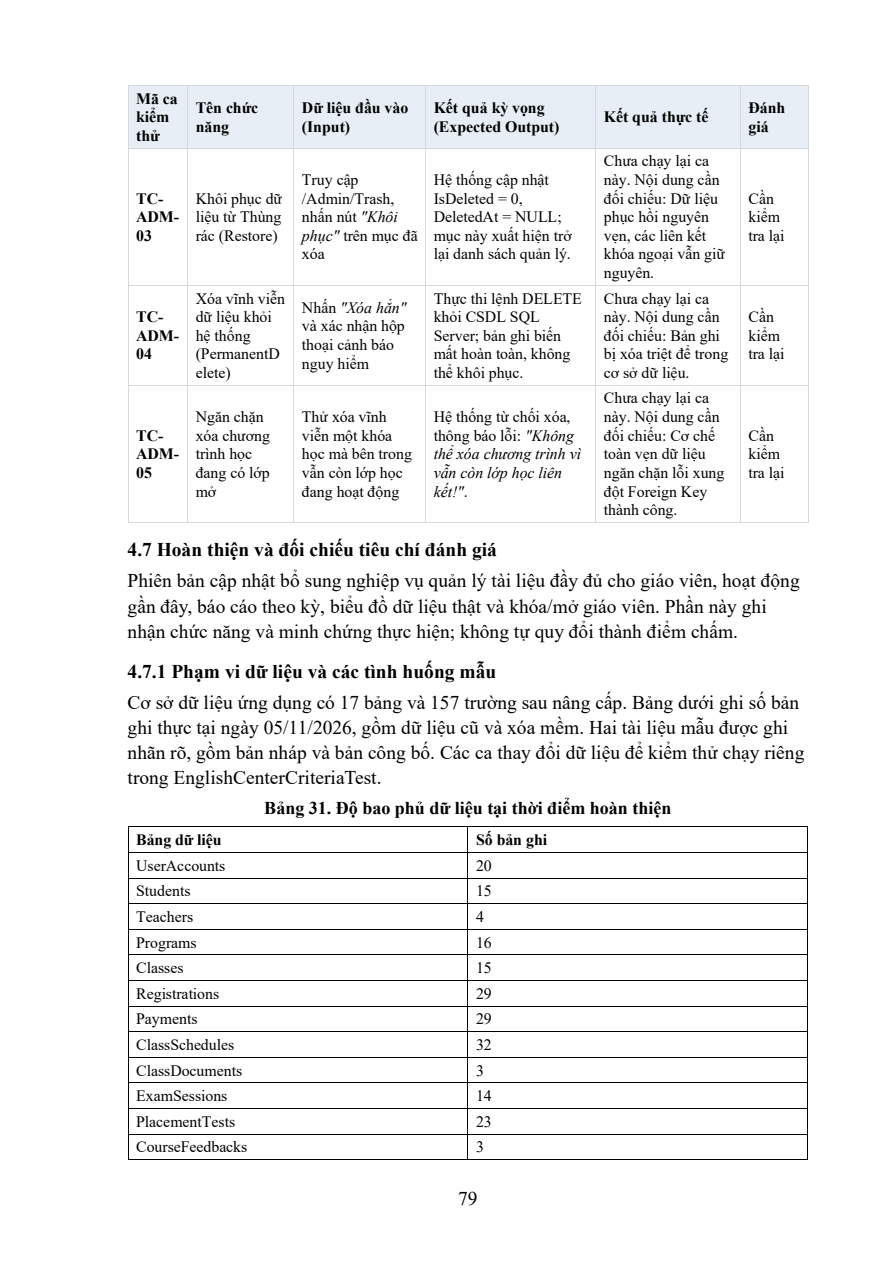 Mã ca
kiểm
thử
Tên chức
năng
Dữ liệu đầu vào
(Input)
Kết quả kỳ vọng
(Expected Output)
Kết quả thực tế
Đánh
giá
TC-
ADM-
03
Khôi phục dữ
liệu từ Thùng
rác (Restore)
Truy cập
/Admin/Trash,
nhấn nút "Khôi
phục" trên mục đã
xóa
Hệ thống cập nhật
IsDeleted = 0,
DeletedAt = NULL;
mục này xuất hiện trở
lại danh sách quản lý.
Chưa chạy lại ca
này. Nội dung cần
đối chiếu: Dữ liệu
phục hồi nguyên
vẹn, các liên kết
khóa ngoại vẫn giữ
nguyên.
Cần
kiểm
tra lại
TC-
ADM-
04
Xóa vĩnh viễn
dữ liệu khỏi
hệ thống
(PermanentD
elete)
Nhấn "Xóa hẳn"
và xác nhận hộp
thoại cảnh báo
nguy hiểm
Thực thi lệnh DELETE
khỏi CSDL SQL
Server; bản ghi biến
mất hoàn toàn, không
thể khôi phục.
Chưa chạy lại ca
này. Nội dung cần
đối chiếu: Bản ghi
bị xóa triệt để trong
cơ sở dữ liệu.
Cần
kiểm
tra lại
TC-
ADM-
05
Ngăn chặn
xóa chương
trình học
đang có lớp
mở
Thử xóa vĩnh
viễn một khóa
học mà bên trong
vẫn còn lớp học
đang hoạt động
Hệ thống từ chối xóa,
thông báo lỗi: "Không
thể xóa chương trình vì
vẫn còn lớp học liên
kết!".
Chưa chạy lại ca
này. Nội dung cần
đối chiếu: Cơ chế
toàn vẹn dữ liệu
ngăn chặn lỗi xung
đột Foreign Key
thành công.
Cần
kiểm
tra lại
4.7 Hoàn thiện và đối chiếu tiêu chí đánh giá
Phiên bản cập nhật bổ sung nghiệp vụ quản lý tài liệu đầy đủ cho giáo viên, hoạt động
gần đây, báo cáo theo kỳ, biểu đồ dữ liệu thật và khóa/mở giáo viên. Phần này ghi
nhận chức năng và minh chứng thực hiện; không tự quy đổi thành điểm chấm.
4.7.1 Phạm vi dữ liệu và các tình huống mẫu
Cơ sở dữ liệu ứng dụng có 17 bảng và 157 trường sau nâng cấp. Bảng dưới ghi số bản
ghi thực tại ngày 05/11/2026, gồm dữ liệu cũ và xóa mềm. Hai tài liệu mẫu được ghi
nhãn rõ, gồm bản nháp và bản công bố. Các ca thay đổi dữ liệu để kiểm thử chạy riêng
trong EnglishCenterCriteriaTest.
Bảng 31. Độ bao phủ dữ liệu tại thời điểm hoàn thiện
Bảng dữ liệu Số bản ghi
UserAccounts 20
Students 15
Teachers 4
Programs 16
Classes 15
Registrations 29
Payments 29
ClassSchedules 32
ClassDocuments 3
ExamSessions 14
PlacementTests 23
CourseFeedbacks 3
79